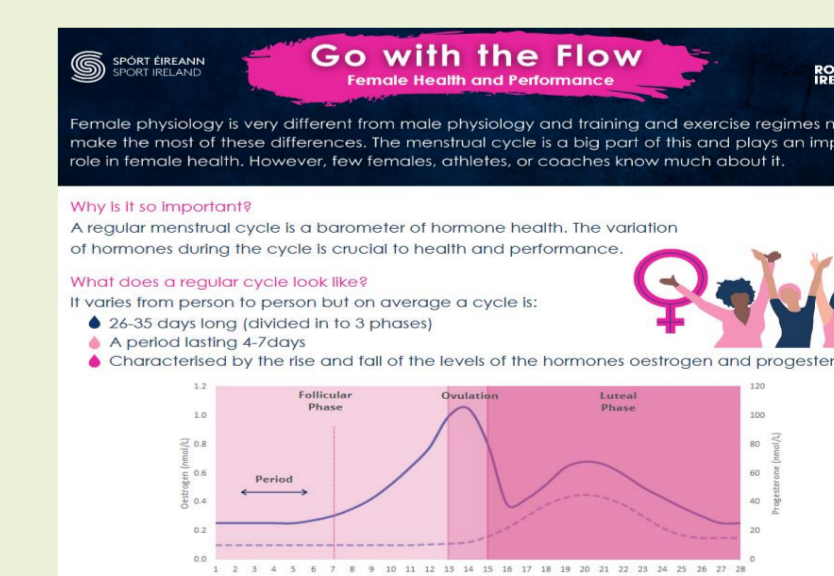 SPÓRT ÉIREANN
SPORT IRELAND
Go with the Flow
Female Health and Performance
Female physiology is very different from male physiology and training and exercise regimes
make the most of these differences. The menstrual cycle is a big part of this and plays an
role in female health. However, few females, athletes, or coaches know much about it.
Why is it so important?
A regular menstrual cycle is a barometer of hormone health. The variation
of hormones during the cycle is crucial to health and performance.
What does a regular cycle look like?
It varies from person to person but on average a cycle is:
26-35 days long (divided in to 3 phases)
A period lasting 4-7days
Characterised by the rise and fall of the levels of the hormones oestrogen and
Follicular
Phase
Ovulation
Luteal
Phase
Period
Oestrogen (nmol/L)
1.2
1.0
0.8
0.6
0.4
0.2
0.0
120
100
80
60
40
20
0
Progesterone (nmol/L)
1 2 3 4 5 6 7 8 9 10 11 12 13 14 15 16 17 18 19 20 21 22 23 24 25 26 27 28